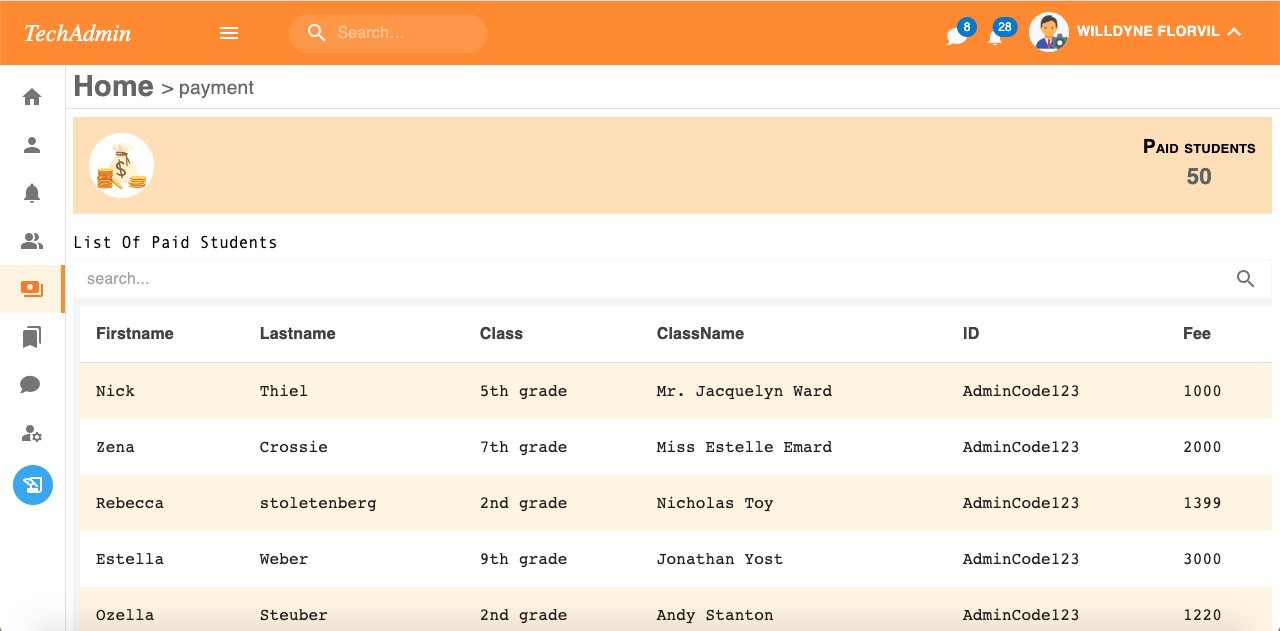 TechAdmin Search… 8 28 WILLDYNE FLORVIL
Home > payment
$
Paid students
50
List Of Paid Students
search...
Firstname Lastname Class ClassName ID Fee
Nick Thiel 5th grade Mr. Jacquelyn Ward AdminCode123 1000
Zena Crossie 7th grade Miss Estelle Emard AdminCode123 2000
Rebecca stoletenberg 2nd grade Nicholas Toy AdminCode123 1399
Estella Weber 9th grade Jonathan Yost AdminCode123 3000
Ozella Steuber 2nd grade Andy Stanton AdminCode123 1220